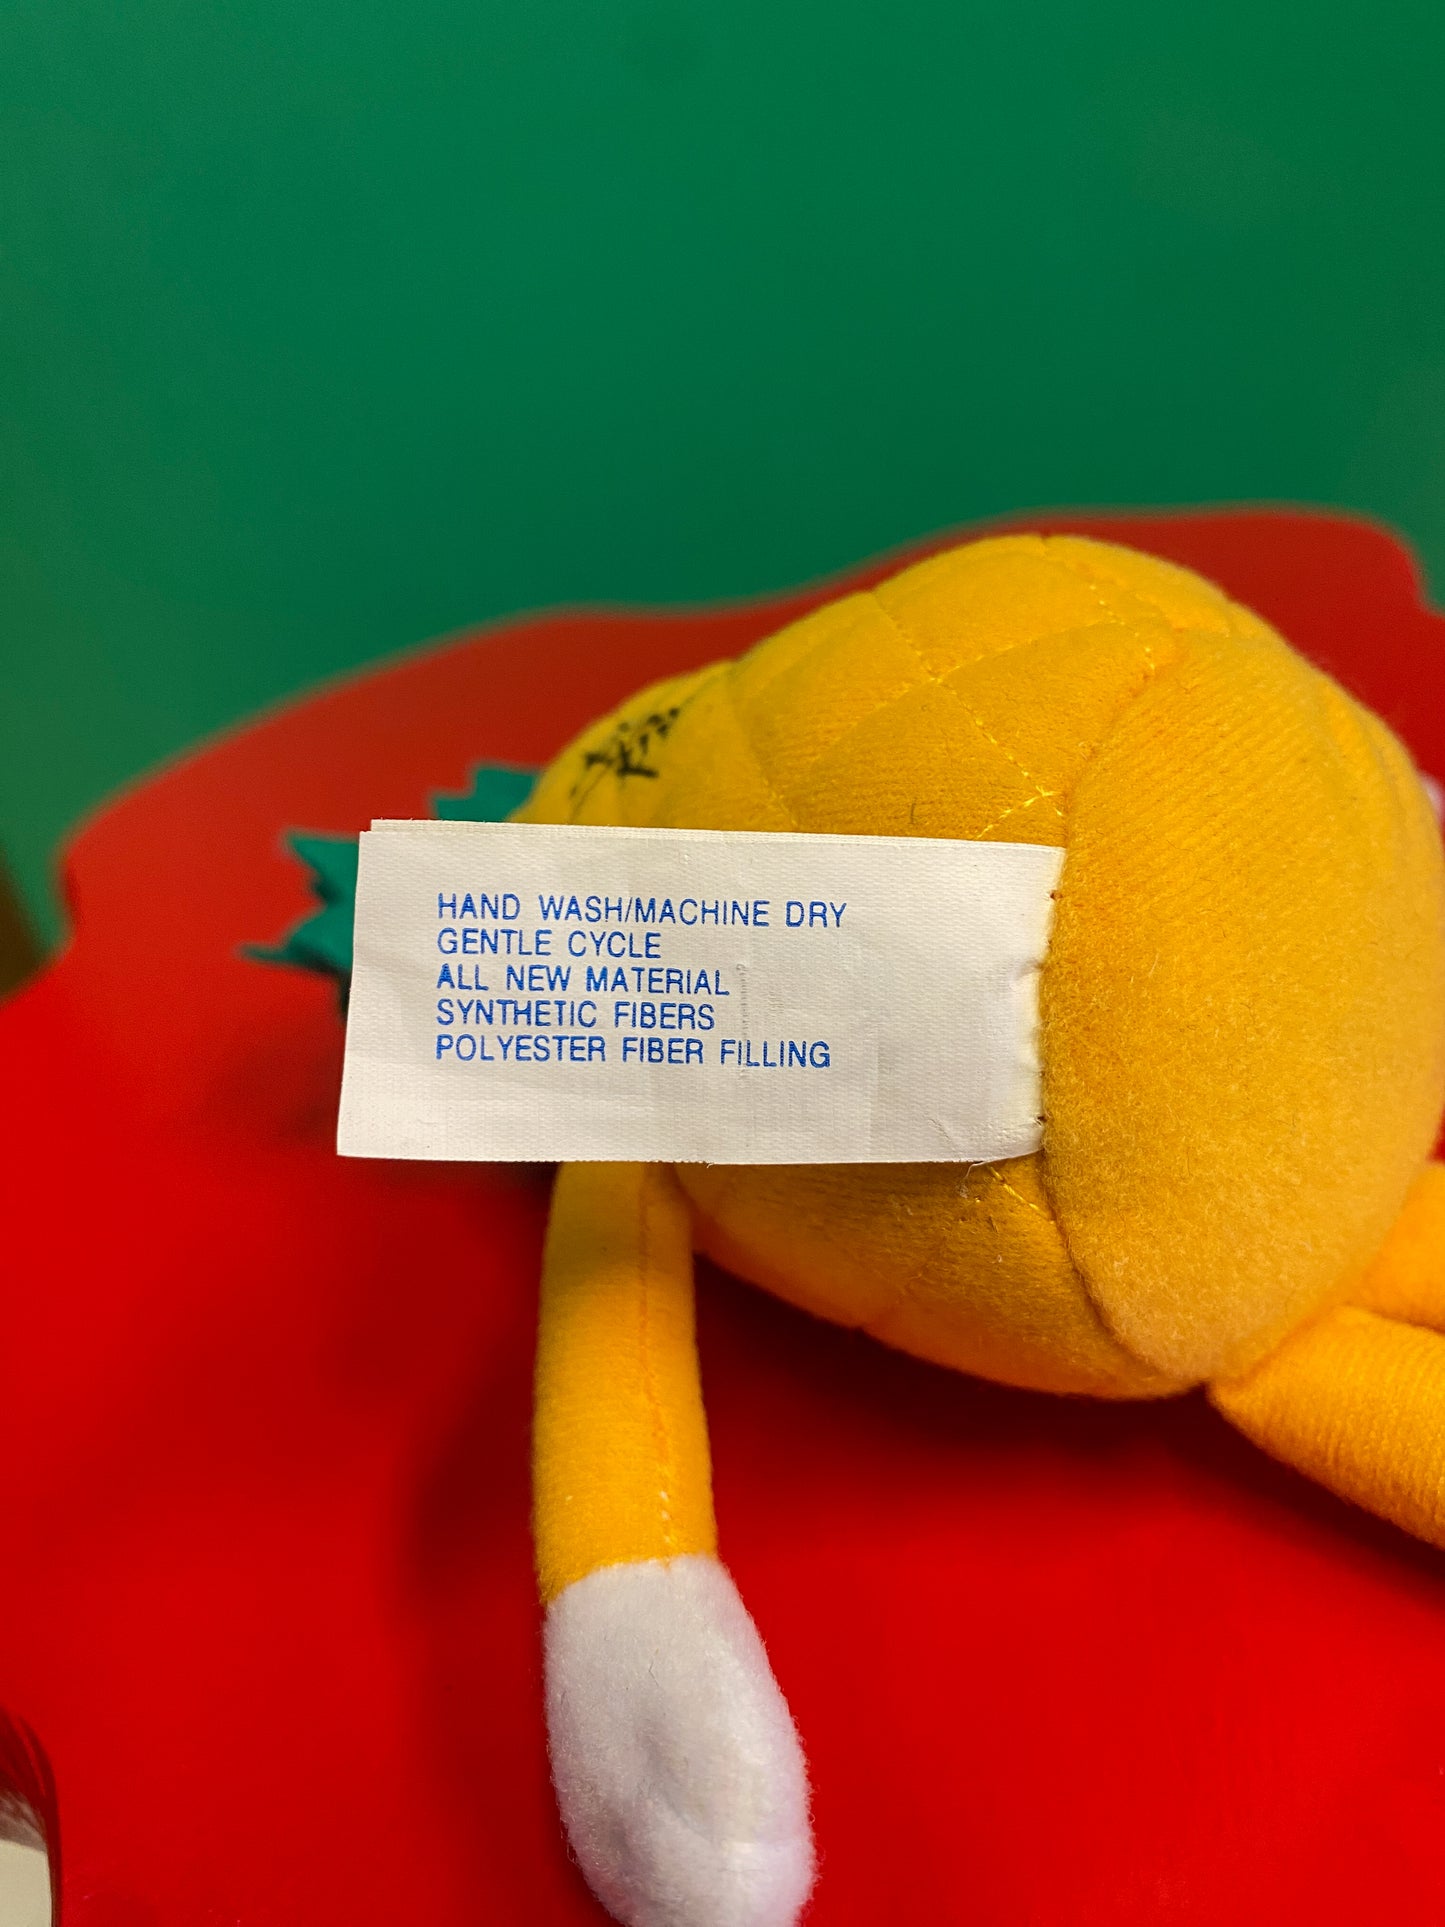 HAND WASH/MACHINE DRY
GENTLE CYCLE
ALL NEW MATERIAL
SYNTHETIC FIBERS
POLYESTER FIBER FILLING